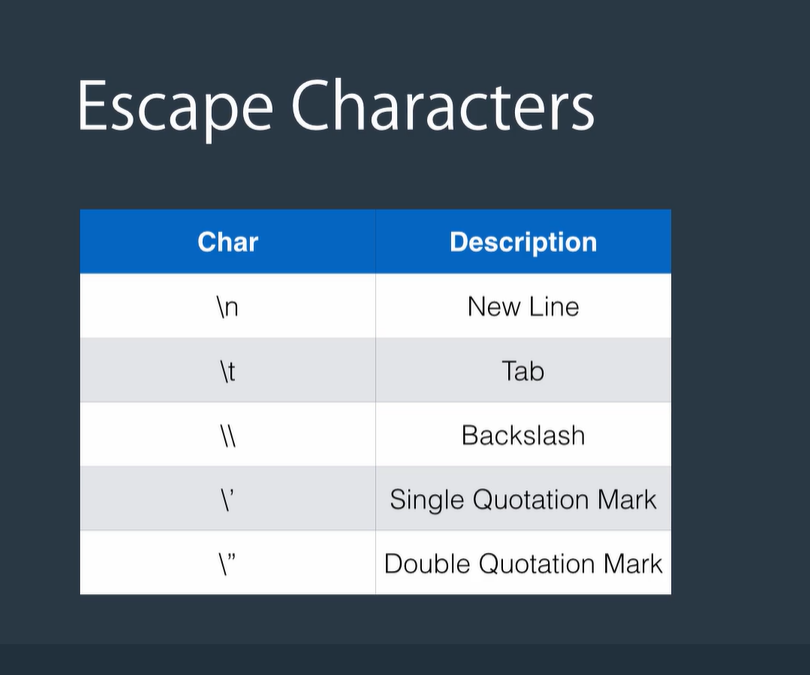 Escape Characters
Char Description
\n New Line
\t Tab
\\ Backslash
\’ Single Quotation Mark
\” Double Quotation Mark